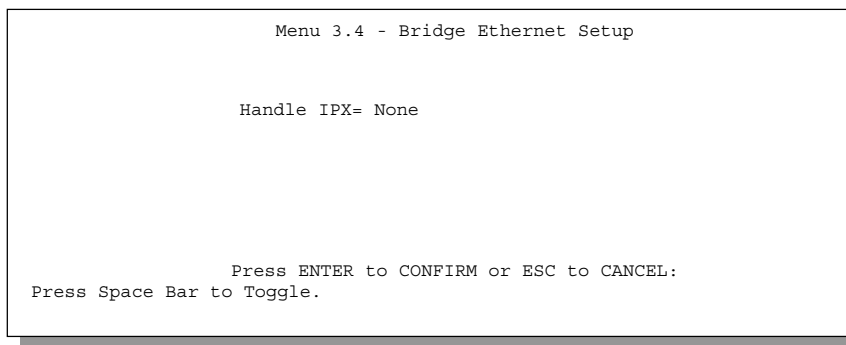 Menu 3.4 - Bridge Ethernet Setup
Handle IPX= None
Press ENTER to CONFIRM or ESC to CANCEL:
Press Space Bar to Toggle.